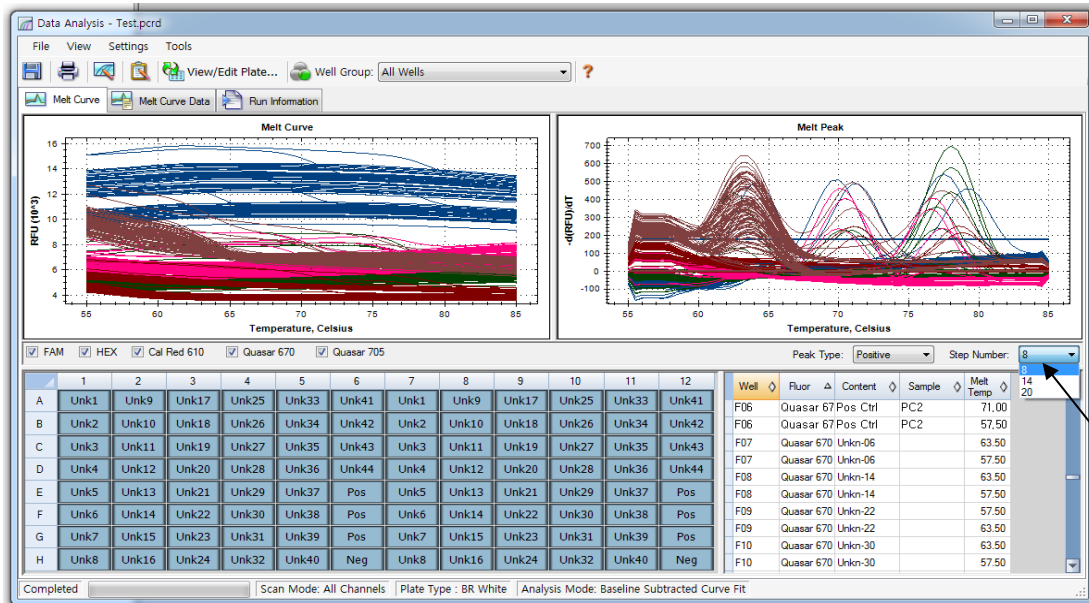 Data Analysis - Test.pcrd
File View Settings Tools
View/Edit Plate... Well Group: All Wells ?
Melt Curve Melt Curve Data Run Information
Melt Curve
RFU (10^3)
16
14
12
10
8
6
4
55 60 65 70 75 80 85
Temperature, Celsius
Melt Peak
-d(RFU)/dT
700
600
500
400
300
200
100
0
-100
55 60 65 70 75 80 85
Temperature, Celsius
FAM HEX Cal Red 610 Quasar 670 Quasar 705
Peak Type: Positive Step Number: 8
8
14
20
1 2 3 4 5 6 7 8 9 10 11 12
A Unk1 Unk9 Unk17 Unk25 Unk33 Unk41 Unk1 Unk9 Unk17 Unk25 Unk33 Unk41
B Unk2 Unk10 Unk18 Unk26 Unk34 Unk42 Unk2 Unk10 Unk18 Unk26 Unk34 Unk42
C Unk3 Unk11 Unk19 Unk27 Unk35 Unk43 Unk3 Unk11 Unk19 Unk27 Unk35 Unk43
D Unk4 Unk12 Unk20 Unk28 Unk36 Unk44 Unk4 Unk12 Unk20 Unk28 Unk36 Unk44
E Unk5 Unk13 Unk21 Unk29 Unk37 Pos Unk5 Unk13 Unk21 Unk29 Unk37 Pos
F Unk6 Unk14 Unk22 Unk30 Unk38 Pos Unk6 Unk14 Unk22 Unk30 Unk38 Pos
G Unk7 Unk15 Unk23 Unk31 Unk39 Pos Unk7 Unk15 Unk23 Unk31 Unk39 Pos
H Unk8 Unk16 Unk24 Unk32 Unk40 Neg Unk8 Unk16 Unk24 Unk32 Unk40 Neg
Well Fluor Content Sample Melt Temp
F06 Quasar 67 Pos Ctrl PC2 71,00
F06 Quasar 67 Pos Ctrl PC2 57,50
F07 Quasar 670 Unkn-06 63.50
F07 Quasar 670 Unkn-06 57.50
F08 Quasar 670 Unkn-14 63.50
F08 Quasar 670 Unkn-14 57.50
F09 Quasar 670 Unkn-22 57.50
F09 Quasar 670 Unkn-22 63.50
F10 Quasar 670 Unkn-30 63.50
F10 Quasar 670 Unkn-30 57.50
Completed Scan Mode: All Channels Plate Type : BR White Analysis Mode: Baseline Subtracted Curve Fit